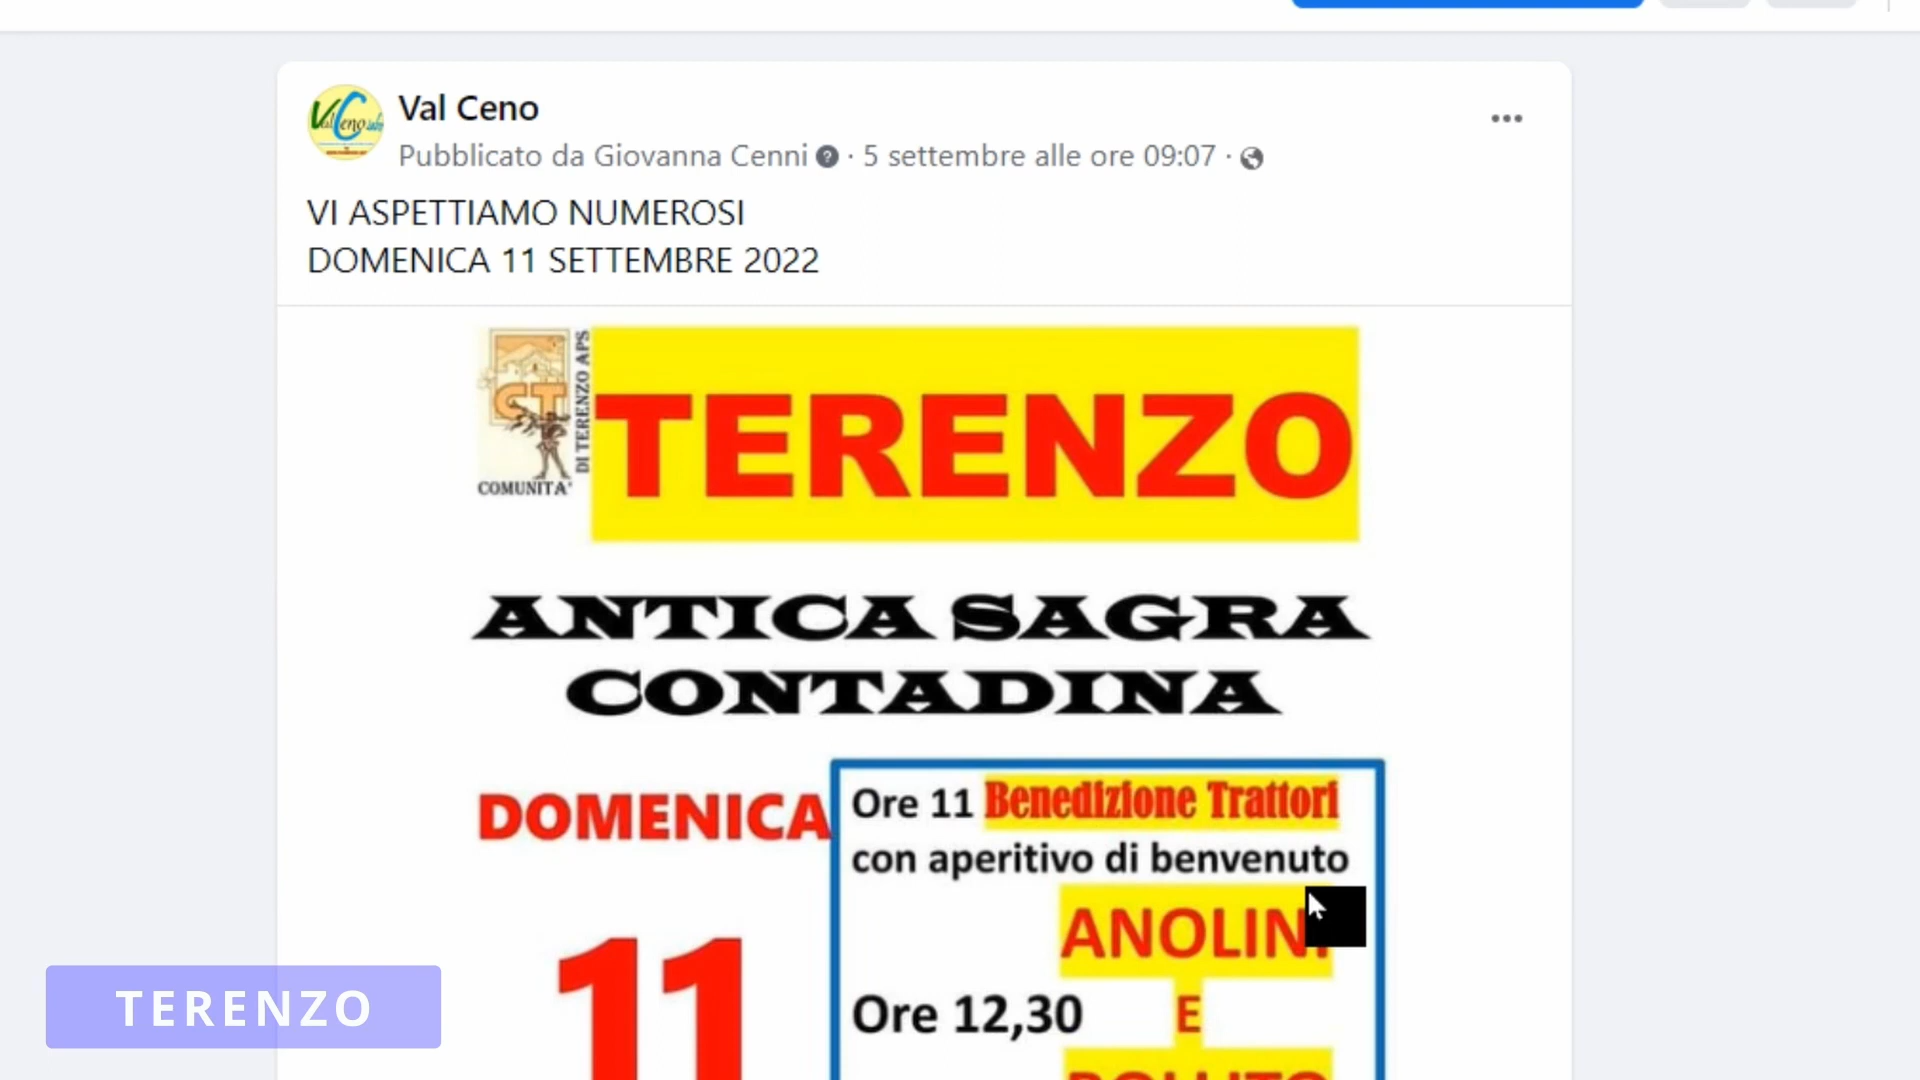 Val Ceno
Pubblicato da Giovanna Cenni · 5 settembre alle ore 09:07 ·
VI ASPETTIAMO NUMEROSI
DOMENICA 11 SETTEMBRE 2022
COMUNITA'
DI TERENZO APS
CT
TERENZO
ANTICA SAGRA
CONTADINA
DOMENICA
11
Ore 11 Benedizione Trattori
con aperitivo di benvenuto
ANOLINI
Ore 12,30 E
TERENZO